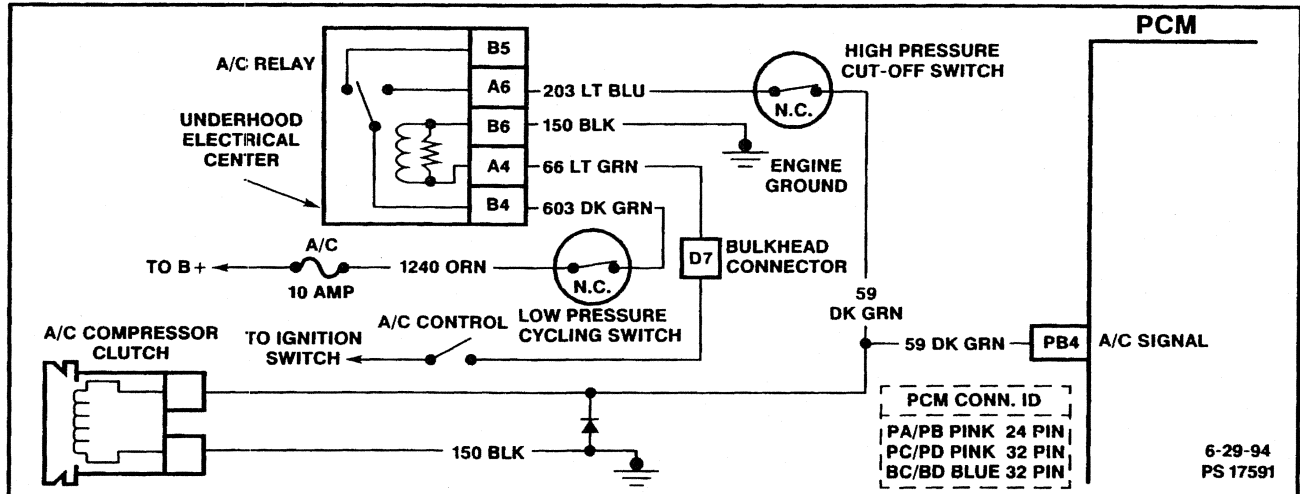 PCM
A/C RELAY
B5
A6
B6
A4
B4
203 LT BLU
150 BLK
66 LT GRN
603 DK GRN
HIGH PRESSURE
CUT-OFF SWITCH
N.C.
ENGINE
GROUND
UNDERHOOD
ELECTRICAL
CENTER
A/C
TO B +
10 AMP
1240 ORN
N.C.
D7
BULKHEAD
CONNECTOR
LOW PRESSURE
CYCLING SWITCH
A/C CONTROL
TO IGNITION
SWITCH
A/C COMPRESSOR
CLUTCH
59
DK GRN
59 DK GRN
PB4
A/C SIGNAL
150 BLK
PCM CONN. ID
PA/PB PINK 24 PIN
PC/PD PINK 32 PIN
BC/BD BLUE 32 PIN
6-29-94
PS 17591